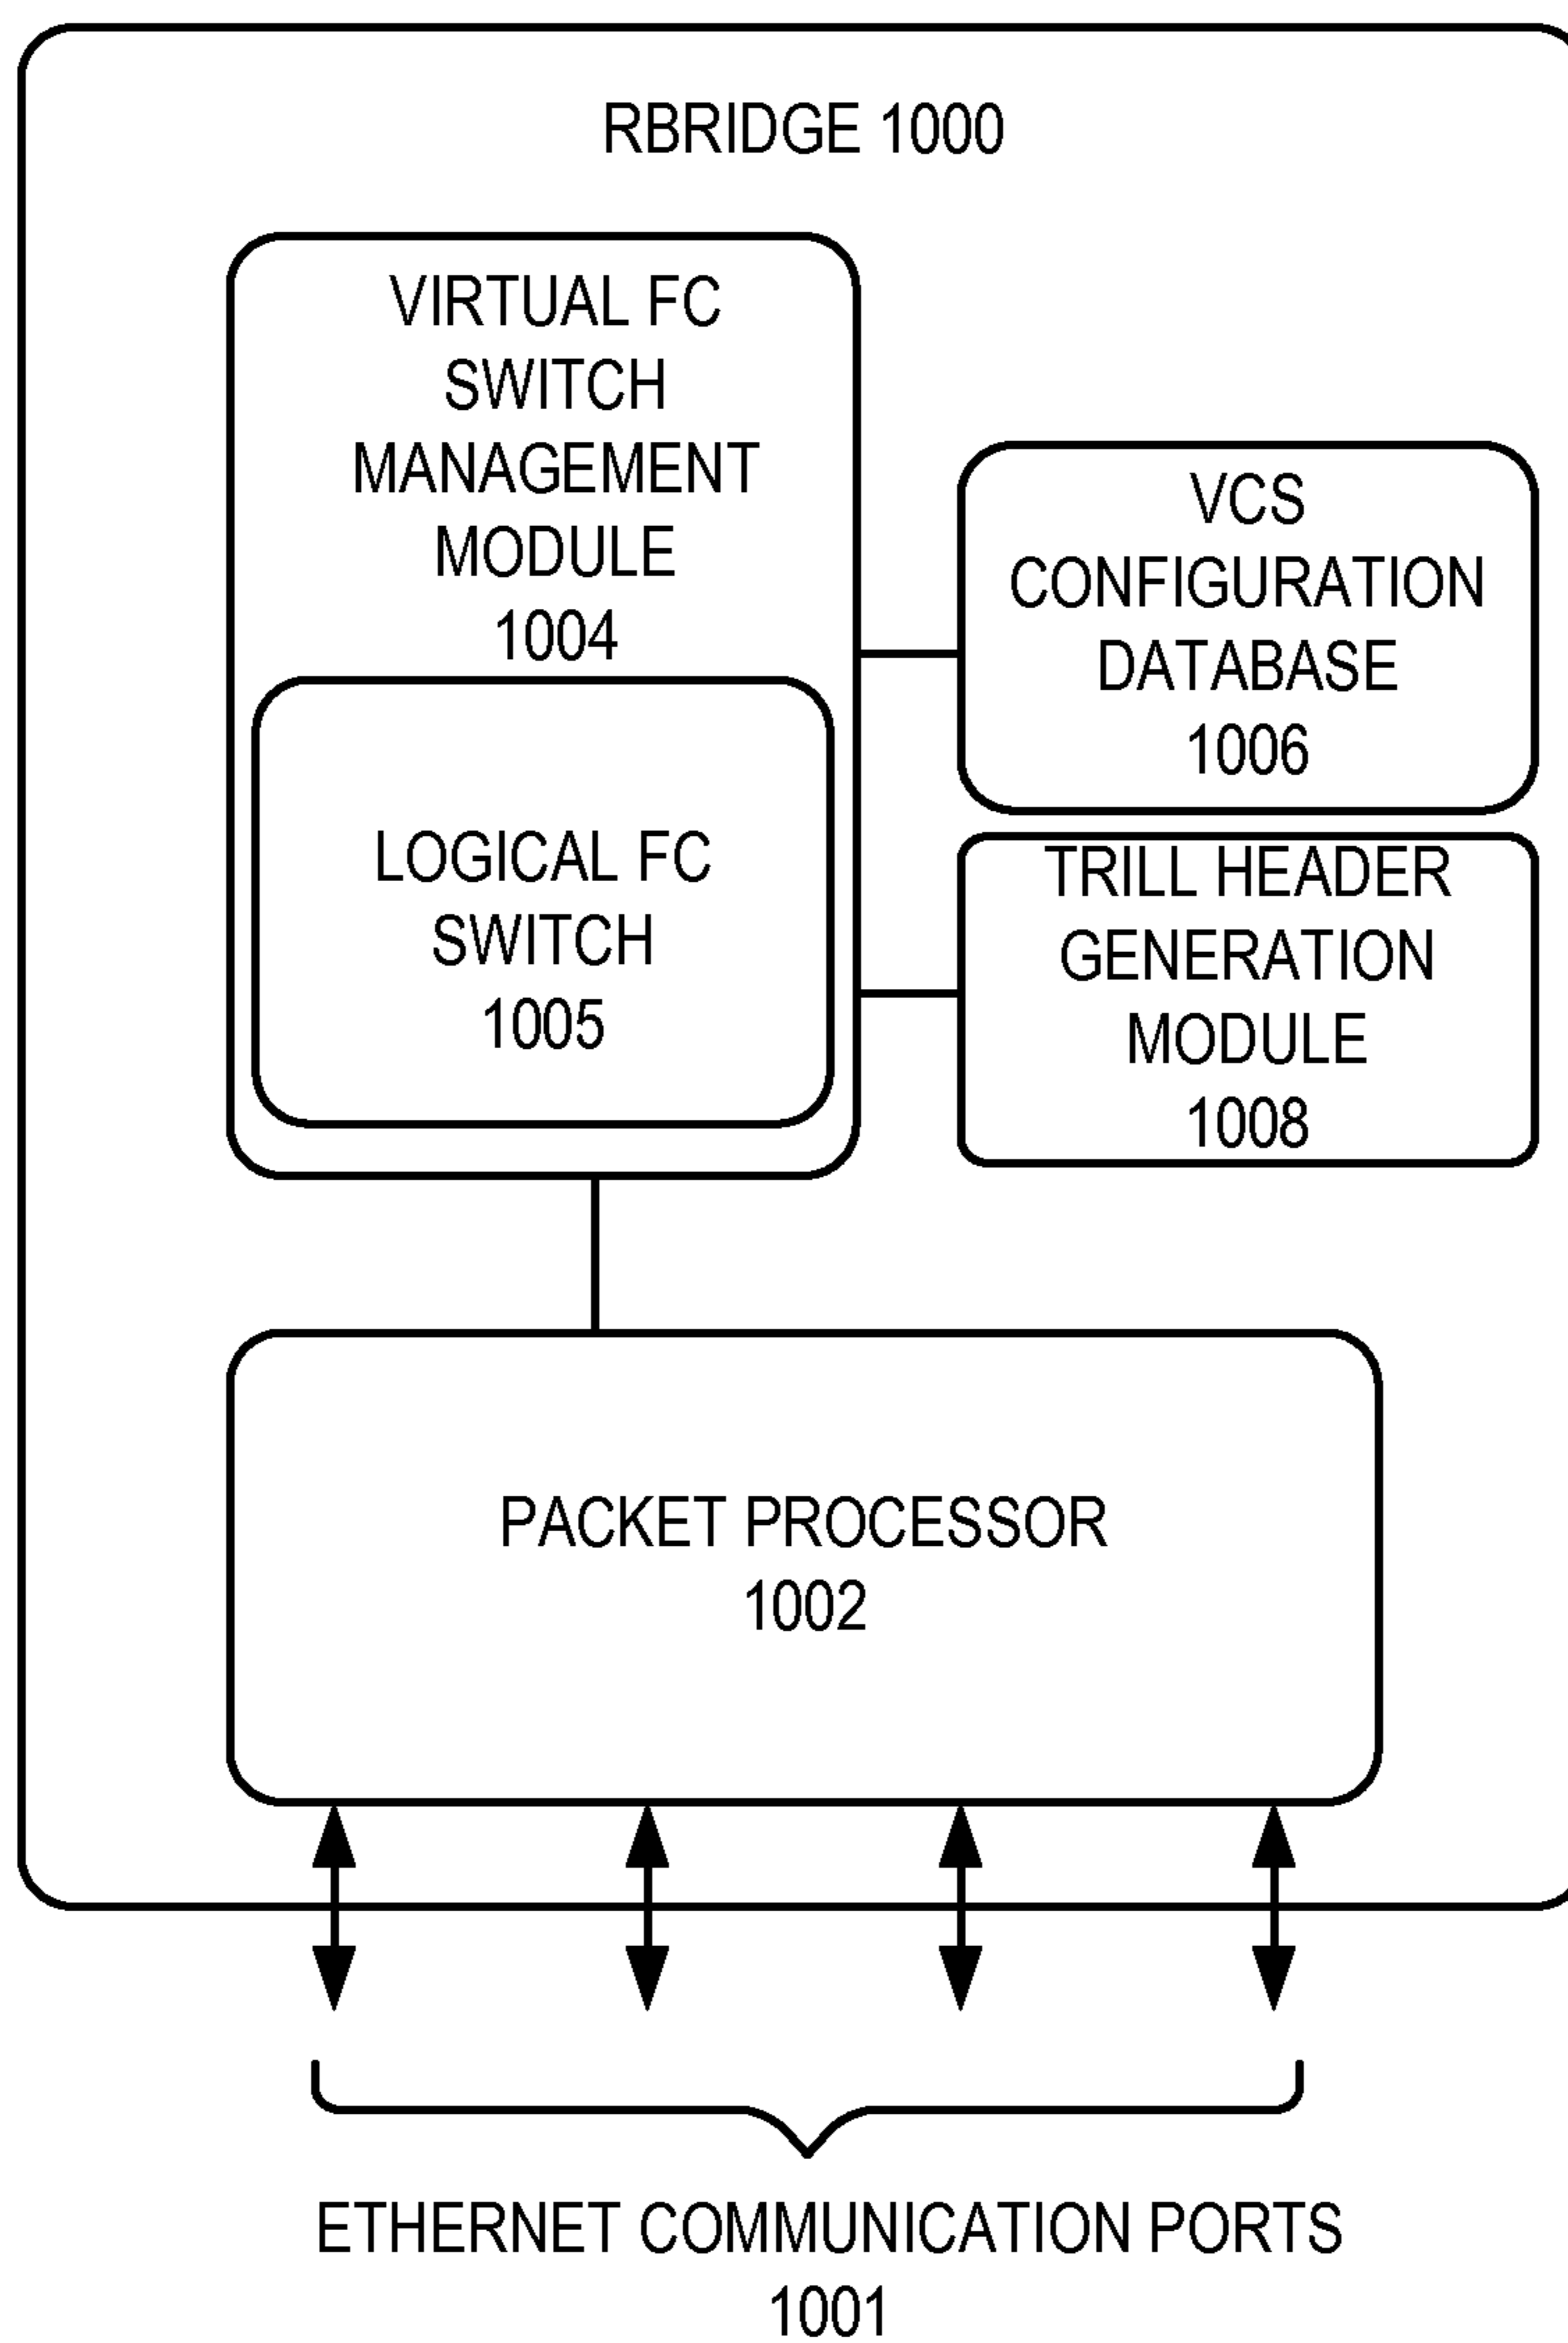 RBRIDGE 1000
VIRTUAL FC
SWITCH
MANAGEMENT
MODULE
1004
LOGICAL FC
SWITCH
1005
VCS
CONFIGURATION
DATABASE
1006
TRILL HEADER
GENERATION
MODULE
1008
PACKET PROCESSOR
1002
ETHERNET COMMUNICATION PORTS
1001